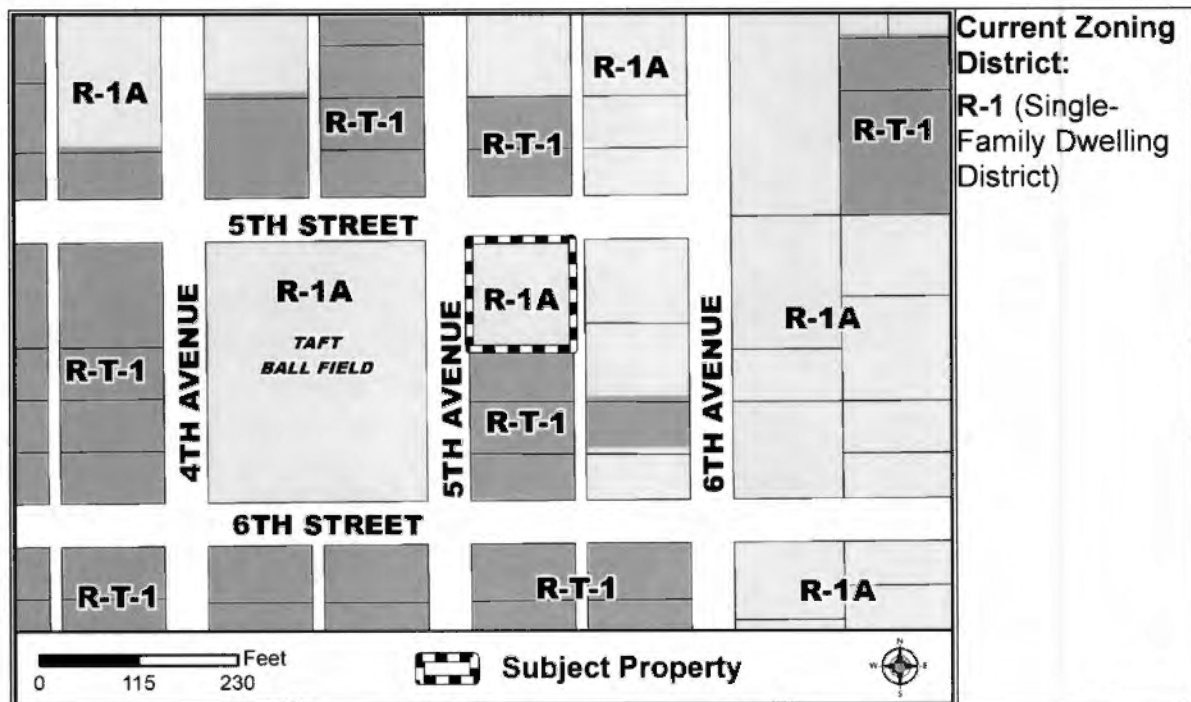 R-1A
R-T-1
R-T-1
R-1A
R-T-1
5TH STREET
4TH AVENUE
R-1A
TAFT
BALL FIELD
R-T-1
5TH AVENUE
R-1A
R-T-1
6TH AVENUE
R-1A
6TH STREET
R-T-1
R-T-1
R-1A
Feet
0 115 230
Subject Property
N
W E
S
Current Zoning
District:
R-1 (Single-
Family Dwelling
District)